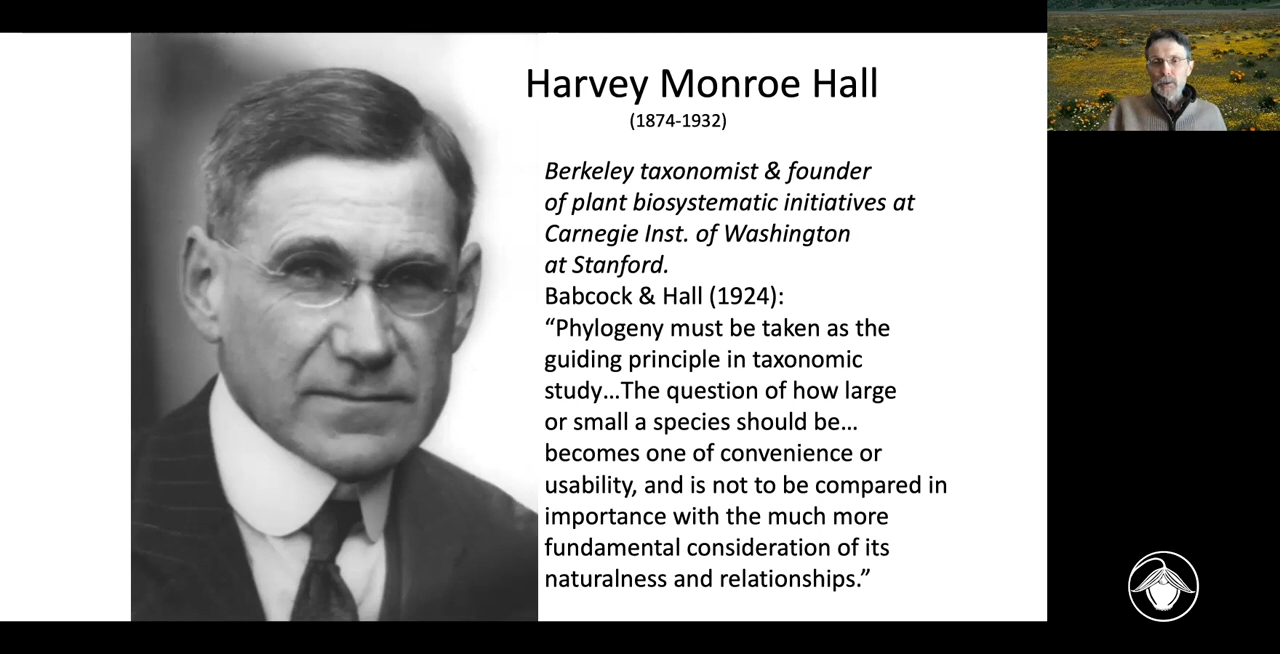 Harvey Monroe Hall
(1874-1932)
Berkeley taxonomist & founder
of plant biosystematic initiatives at
Carnegie Inst. of Washington
at Stanford.
Babcock & Hall (1924):
“Phylogeny must be taken as the
guiding principle in taxonomic
study…The question of how large
or small a species should be…
becomes one of convenience or
usability, and is not to be compared in
importance with the much more
fundamental consideration of its
naturalness and relationships.”